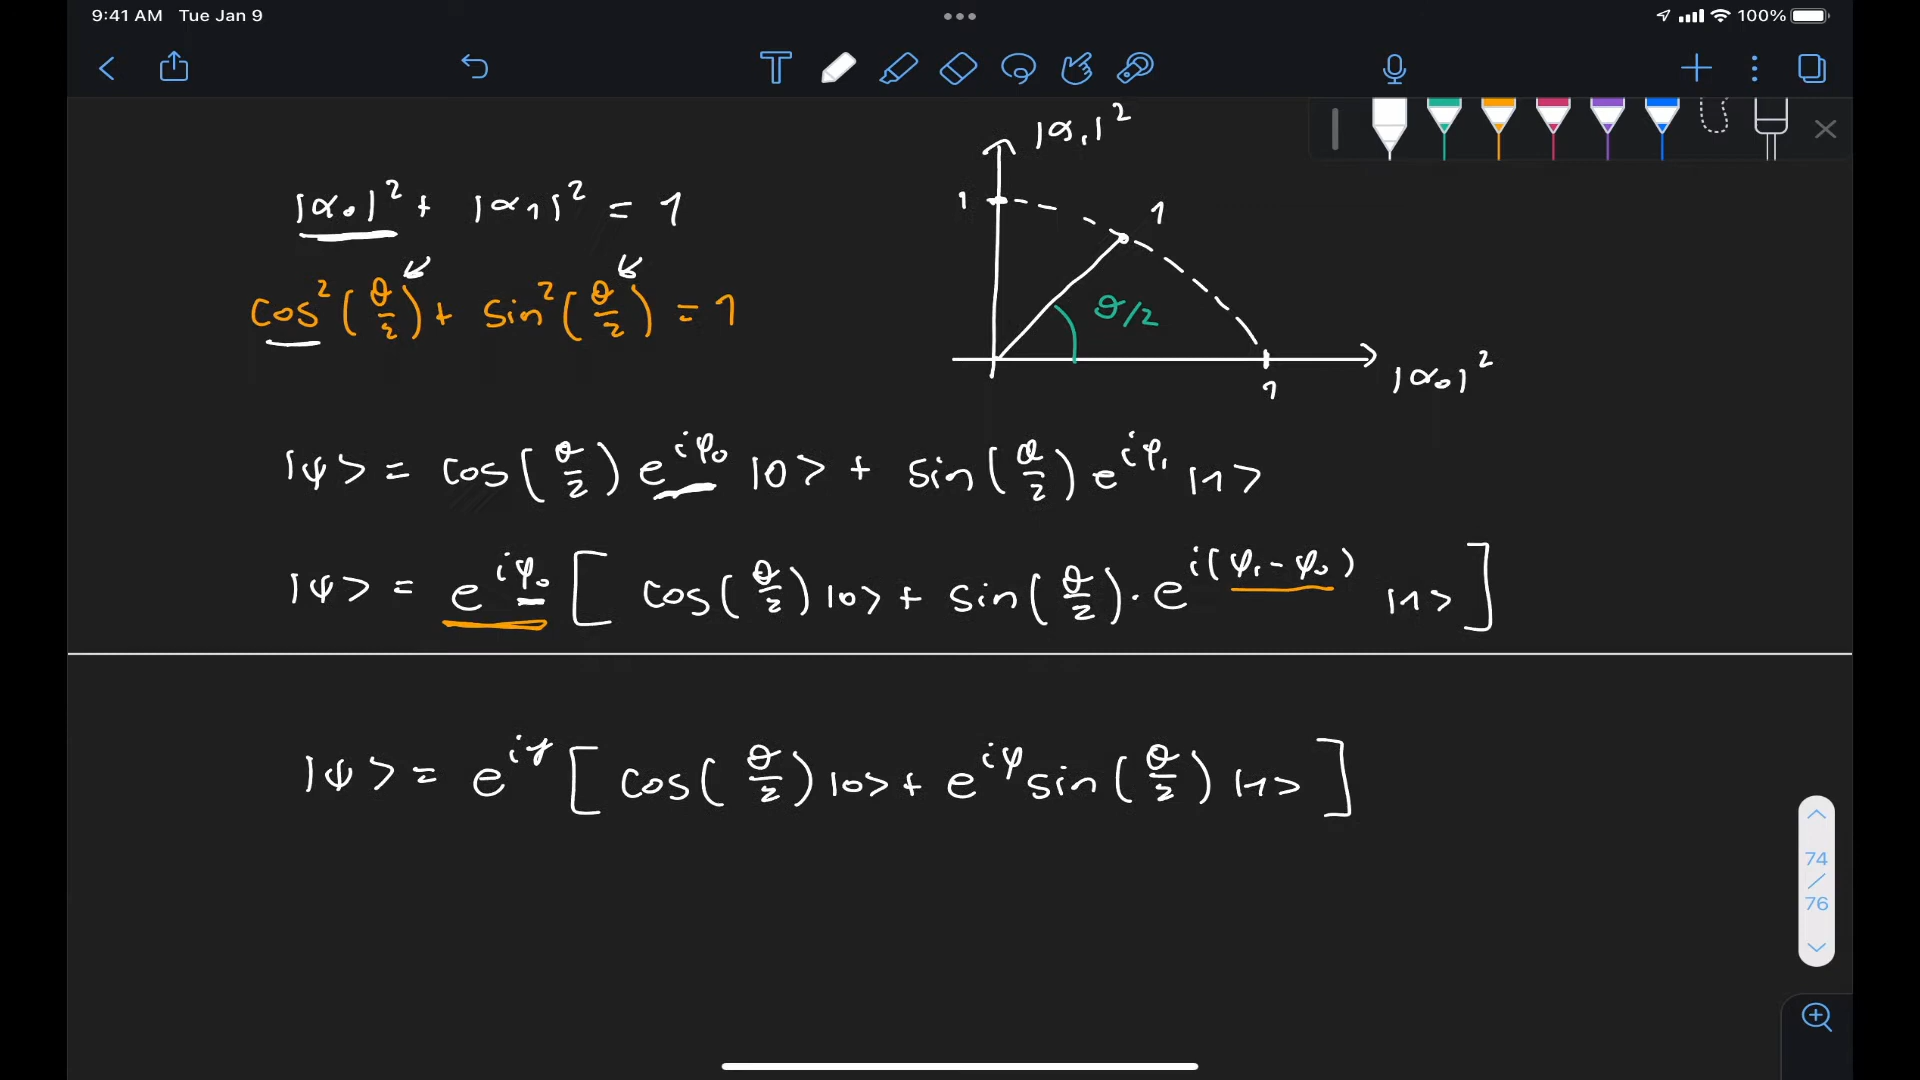 9:41 AM Tue Jan 9
100%
T
|α₁|²
|α₀|² + |α₁|² = 1
1
1
cos²(θ/2) + sin²(θ/2) = 1
θ/2
|α₀|²
1
|ψ> = cos(θ/2) e^{iφ₀} |0> + sin(θ/2) e^{iφ₁} |1>
|ψ> = e^{iφ₀} [ cos(θ/2) |0> + sin(θ/2) · e^{i(φ₁ - φ₀)} |1> ]
|ψ> = e^{iγ} [ cos(θ/2) |0> + e^{iφ} sin(θ/2) |1> ]
74
/
76